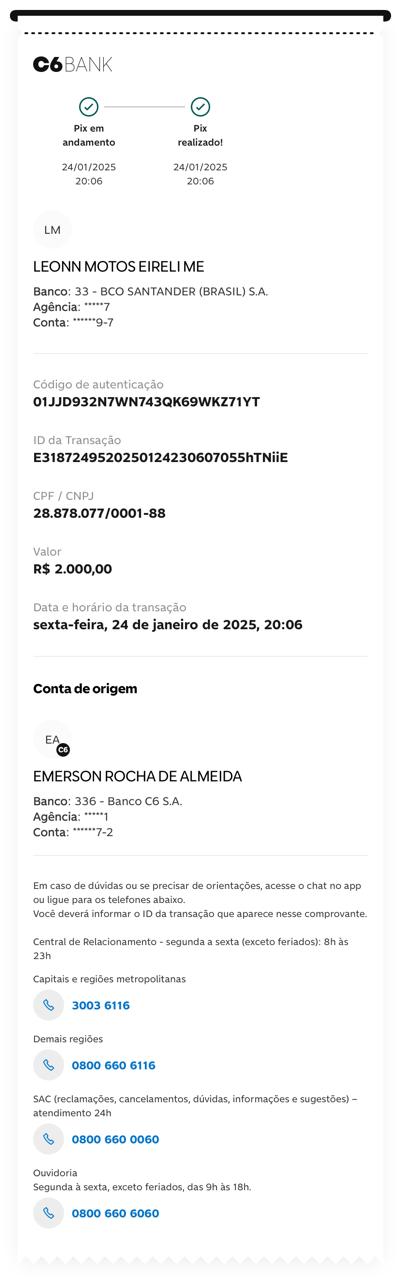 C6BANK
Pix em andamento
24/01/2025
20:06
Pix realizado!
24/01/2025
20:06
LM
LEONN MOTOS EIRELI ME
Banco: 33 - BCO SANTANDER (BRASIL) S.A.
Agência: *****7
Conta: ******9-7
Código de autenticação
01JJD932N7WN743QK69WKZ71YT
ID da Transação
E3187249520250124230607055hTNiiE
CPF / CNPJ
28.878.077/0001-88
Valor
R$ 2.000,00
Data e horário da transação
sexta-feira, 24 de janeiro de 2025, 20:06
Conta de origem
EA
C6
EMERSON ROCHA DE ALMEIDA
Banco: 336 - Banco C6 S.A.
Agência: *****1
Conta: ******7-2
Em caso de dúvidas ou se precisar de orientações, acesse o chat no app
ou ligue para os telefones abaixo.
Você deverá informar o ID da transação que aparece nesse comprovante.
Central de Relacionamento - segunda a sexta (exceto feriados): 8h às
23h
Capitais e regiões metropolitanas
3003 6116
Demais regiões
0800 660 6116
SAC (reclamações, cancelamentos, dúvidas, informações e sugestões) –
atendimento 24h
0800 660 0060
Ouvidoria
Segunda à sexta, exceto feriados, das 9h às 18h.
0800 660 6060